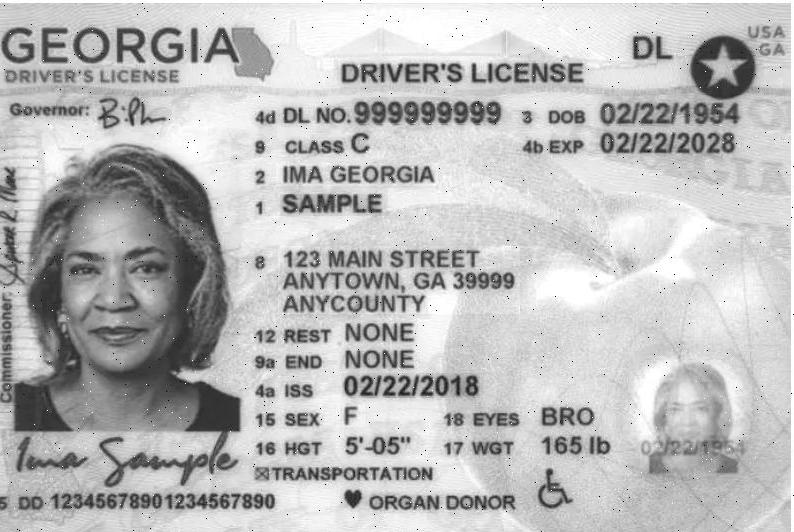 GEORGIA
DRIVER'S LICENSE
USA
GA
DL
DRIVER'S LICENSE
Governor:
4d DL NO. 999999999 3 DOB 02/22/1954
9 CLASS C 4b EXP 02/22/2028
2 IMA GEORGIA
1 SAMPLE
8 123 MAIN STREET
ANYTOWN, GA 39999
ANYCOUNTY
12 REST NONE
9a END NONE
4a ISS 02/22/2018
15 SEX F 18 EYES BRO
16 HGT 5'-05" 17 WGT 165 lb
02/22/1954
TRANSPORTATION
♥ ORGAN DONOR
Ima Sample
5 DD 12345678901234567890
Commissioner: